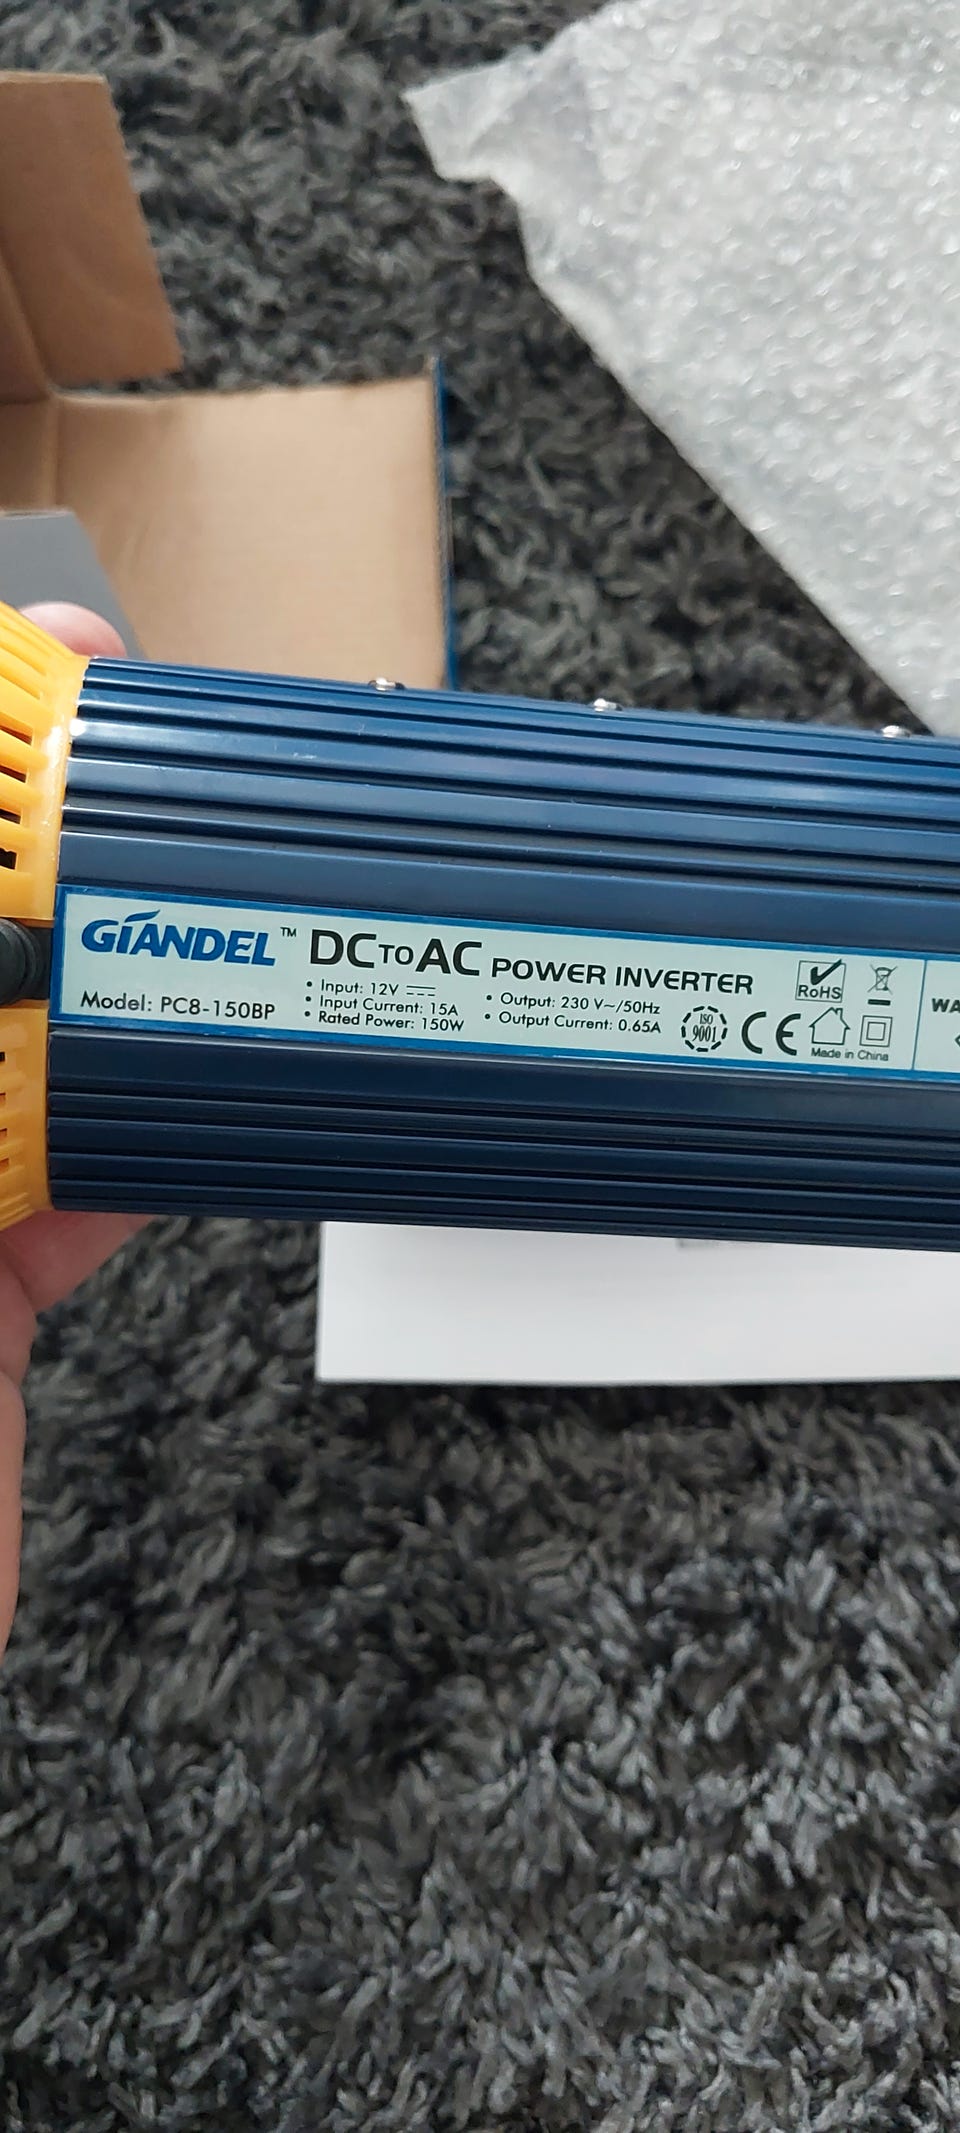 GIANDEL™ DC TO AC POWER INVERTER
Model: PC8-150BP
• Input: 12V
• Input Current: 15A
• Rated Power: 150W
• Output: 230 V~/50Hz
• Output Current: 0.65A
RoHS
ISO
9001
CE
Made in China
WA